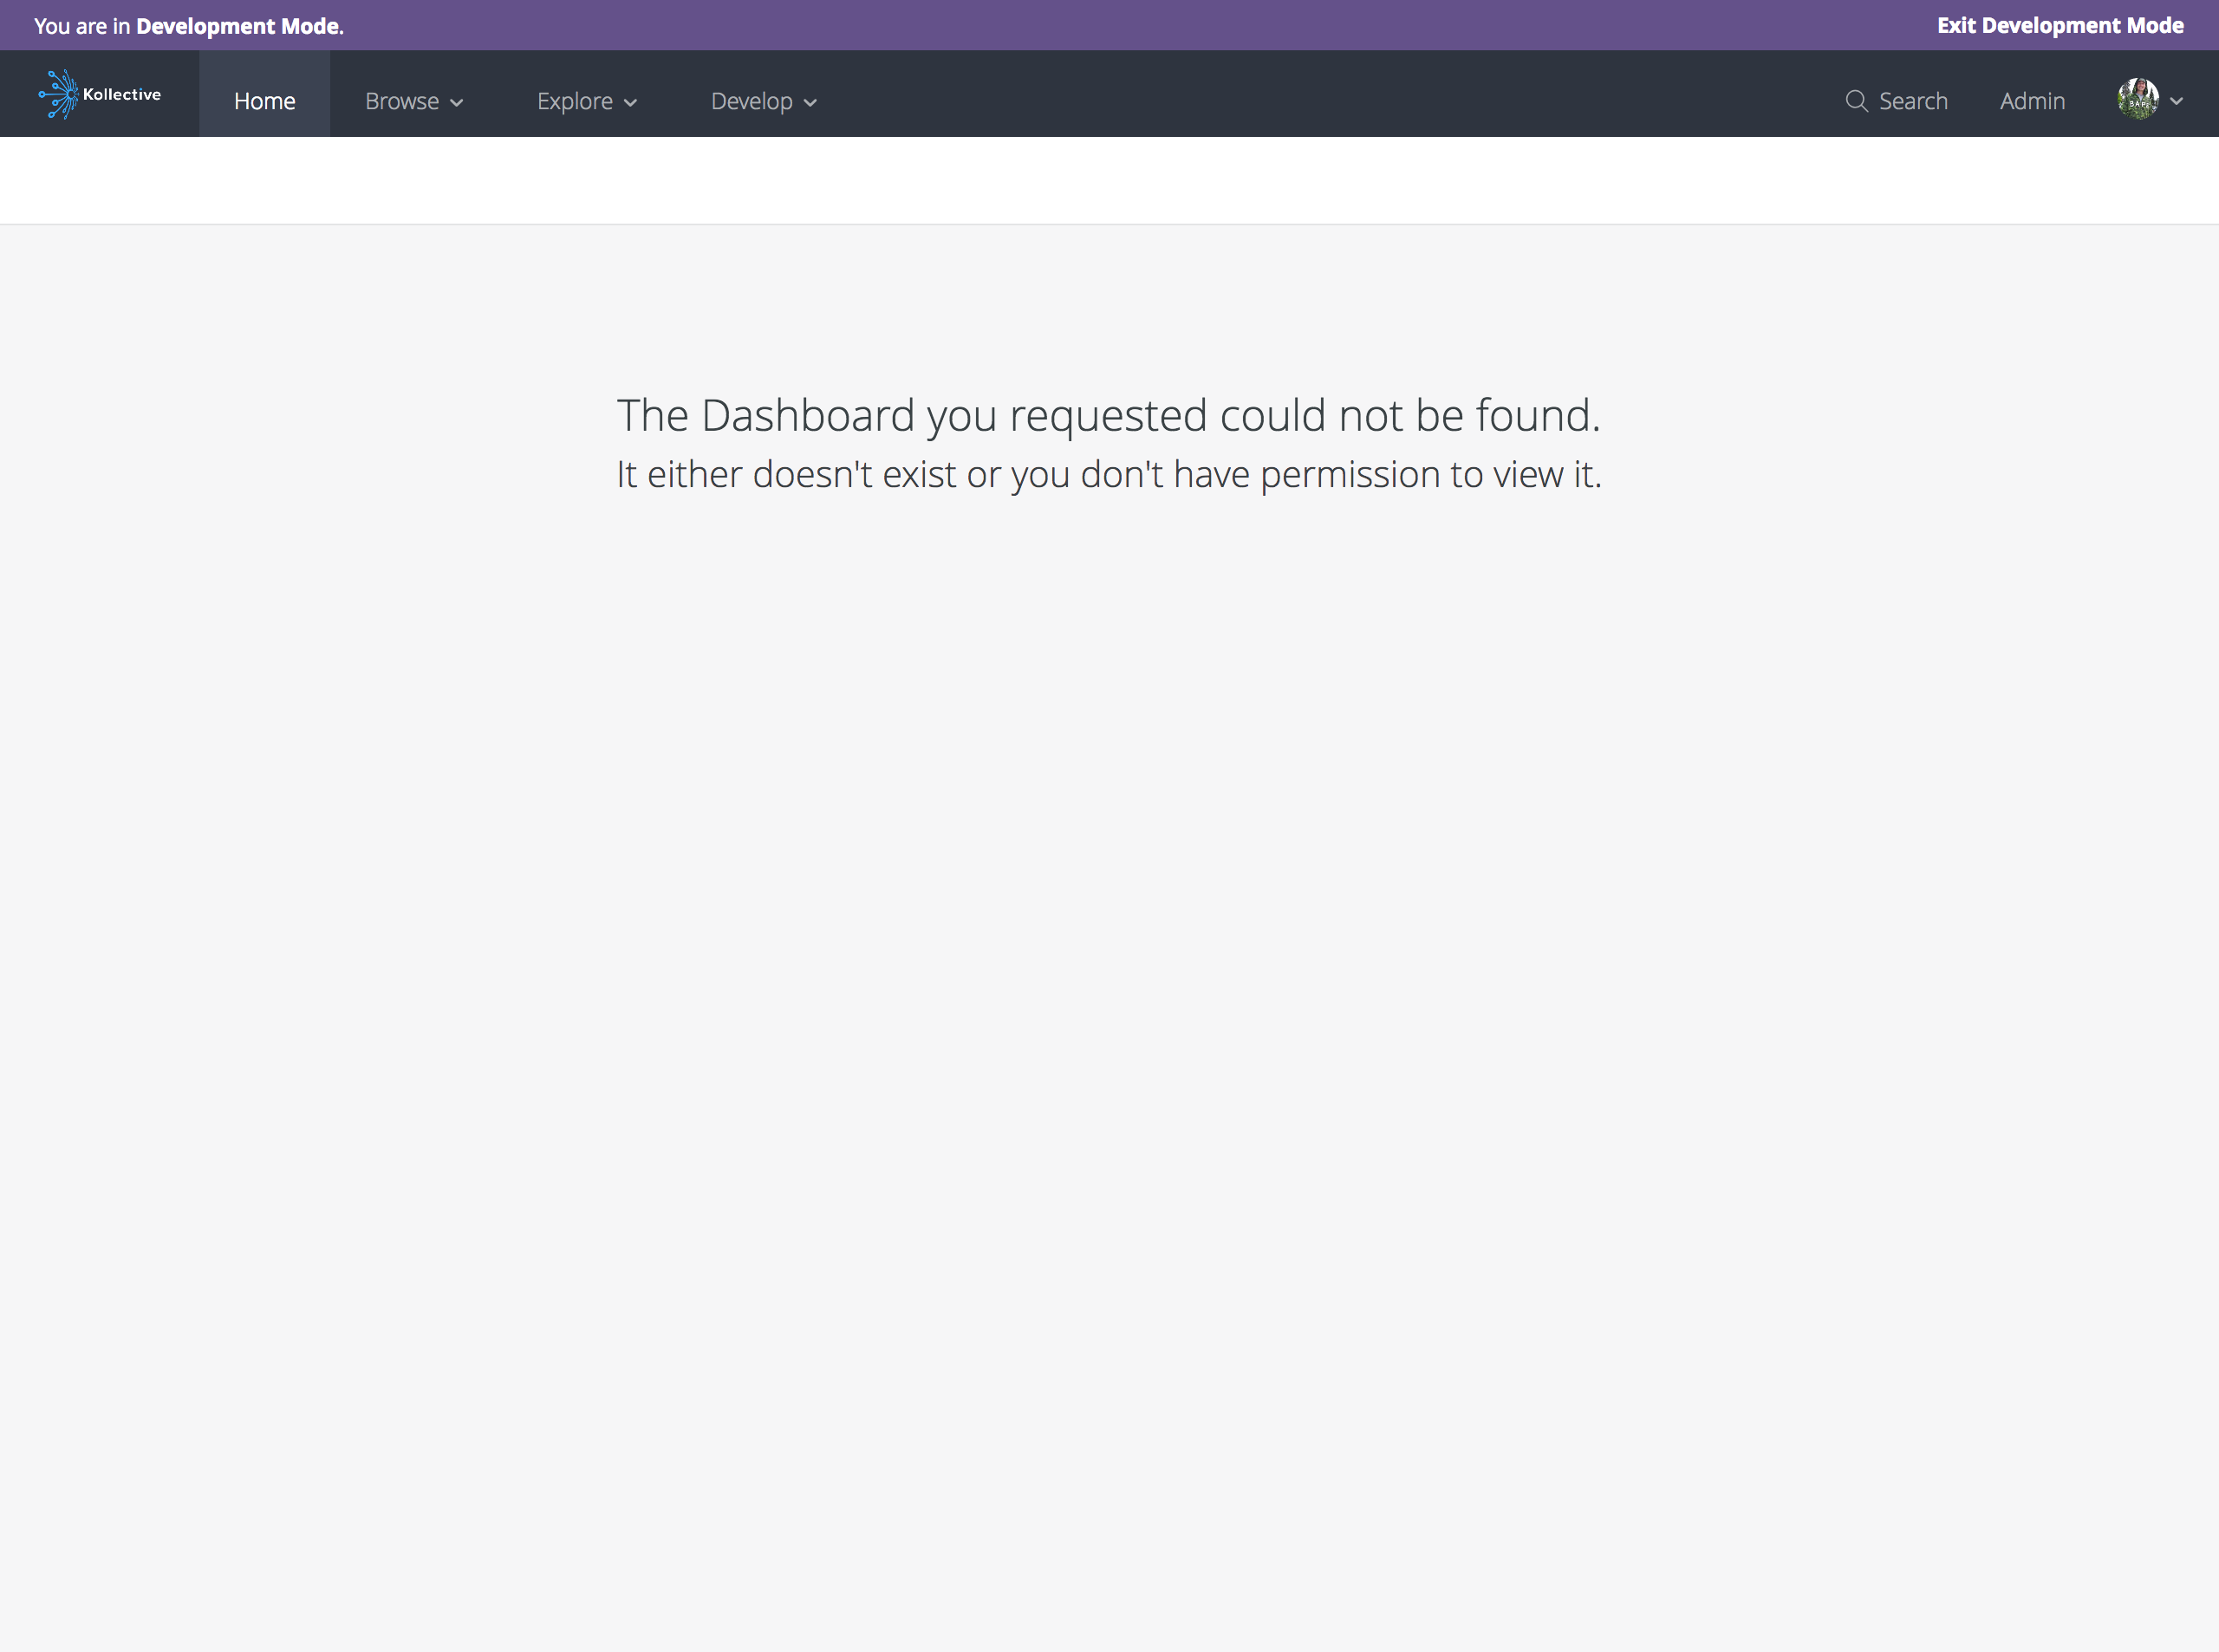 You are in Development Mode.
Exit Development Mode
Kollective
Home
Browse
Explore
Develop
Search
Admin
The Dashboard you requested could not be found.
It either doesn't exist or you don't have permission to view it.